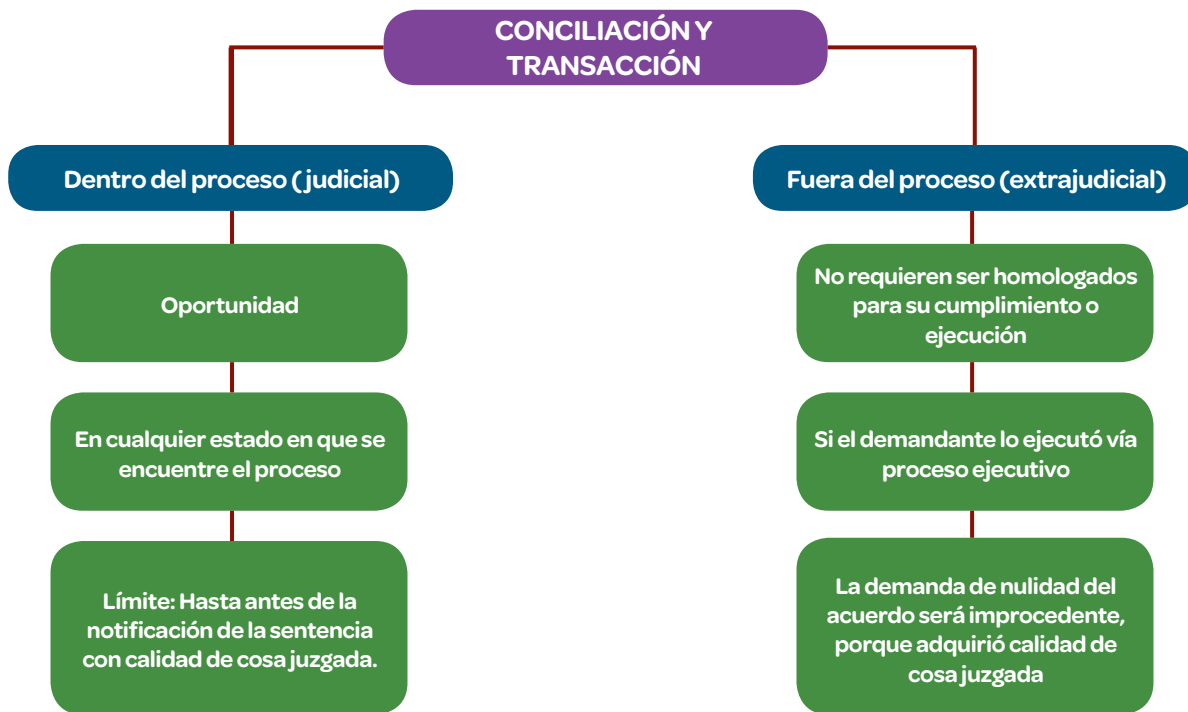 CONCILIACIÓN Y
TRANSACCIÓN
Dentro del proceso (judicial)
Oportunidad
En cualquier estado en que se
encuentre el proceso
Límite: Hasta antes de la
notificación de la sentencia
con calidad de cosa juzgada.
Fuera del proceso (extrajudicial)
No requieren ser homologados
para su cumplimiento o
ejecución
Si el demandante lo ejecutó vía
proceso ejecutivo
La demanda de nulidad del
acuerdo será improcedente,
porque adquirió calidad de
cosa juzgada